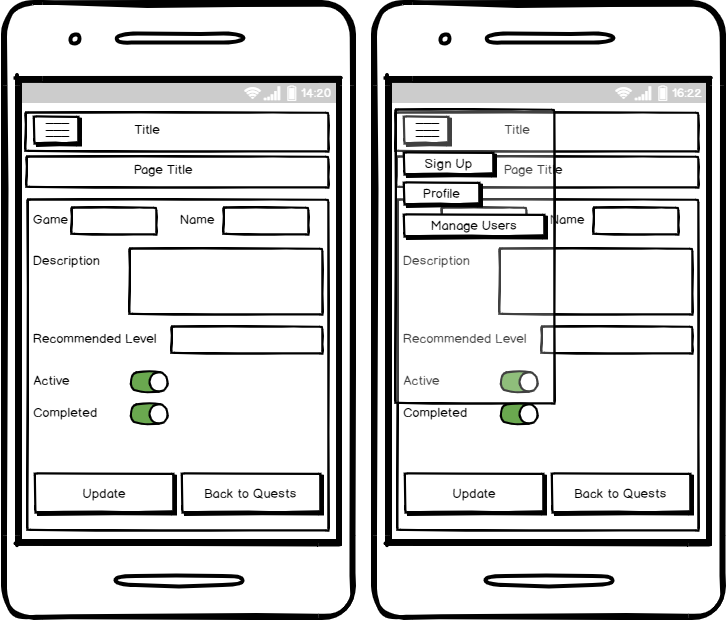 14:20
Title
Page Title
Game Name
Description
Recommended Level
Active
Completed
Update Back to Quests
16:22
Title
Sign Up Page Title
Profile
Manage Users Name
Description
Recommended Level
Active
Completed
Update Back to Quests